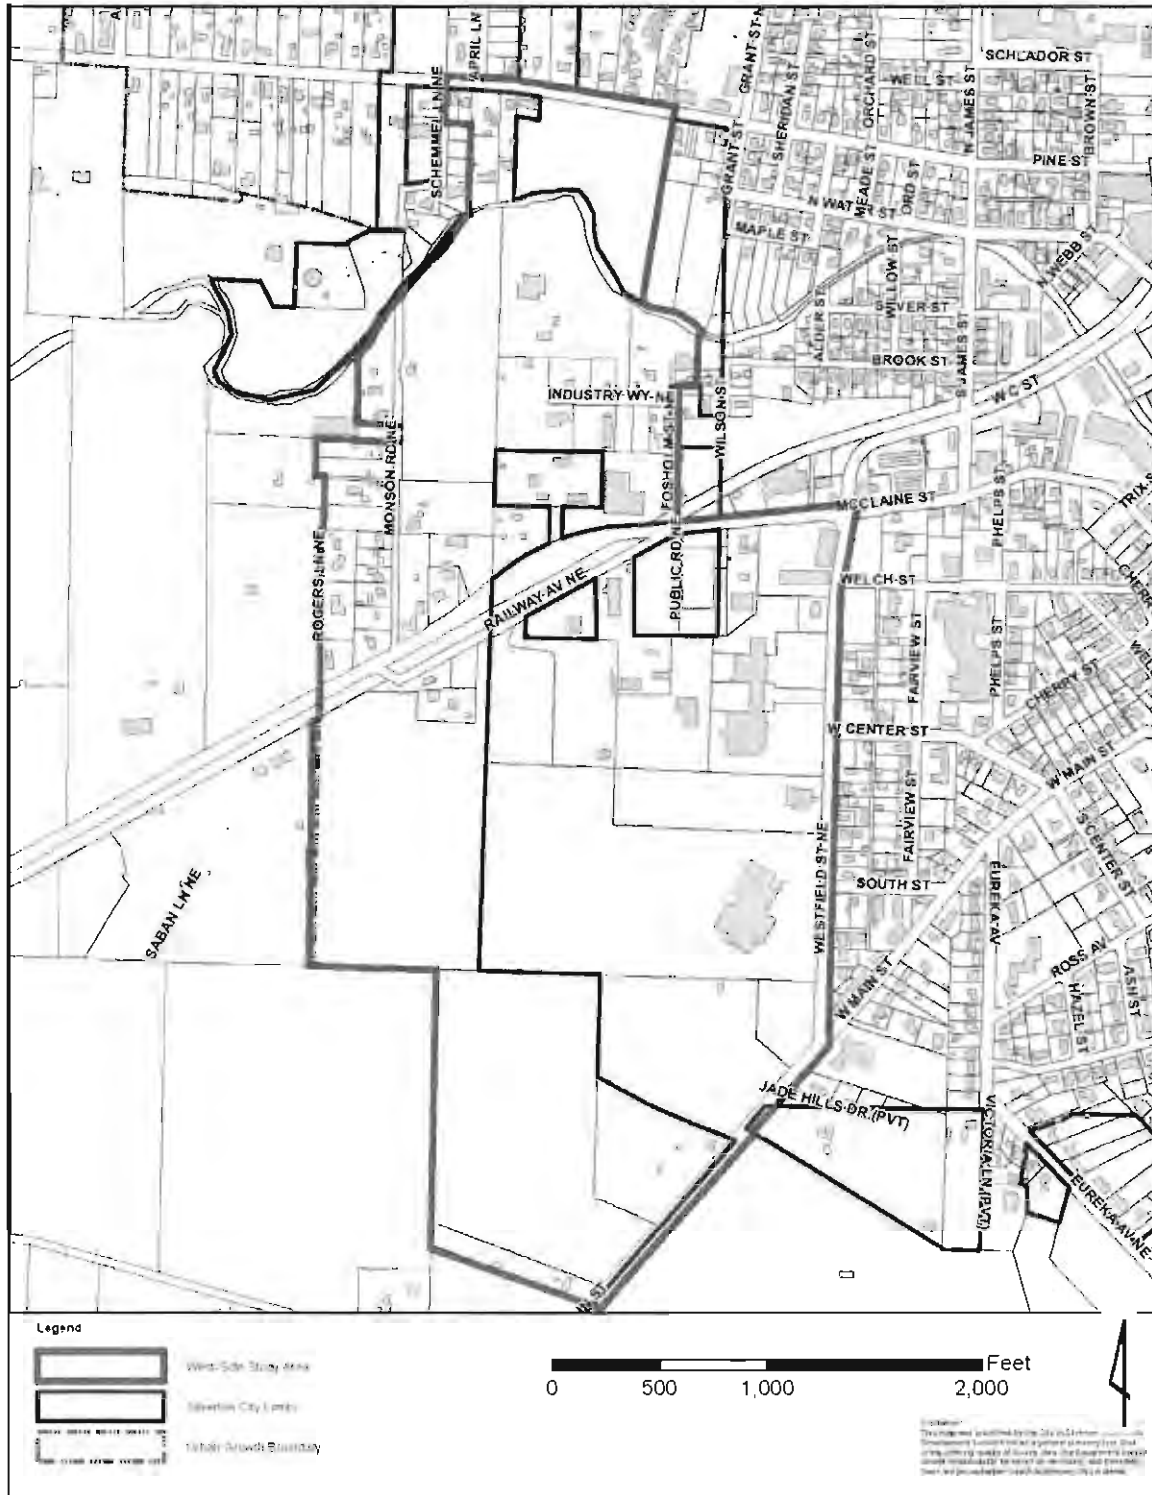 APRIL LN
GRANT ST-N
SCHLADOR ST
WELL ST
ORCHARD ST
N JAMES ST
BROWN ST
SHERIDAN ST
SCHEMMEL LN NE
GRANT ST
PINE ST
MEADE ST
ORD ST
N WATER ST
MAPLE ST
N WEBB ST
WILLOW ST
ALDER ST
SILVER ST
S JAMES ST
BROOK ST
W C ST
INDUSTRY WY NE
FOSHOLM ST NE
WILSON ST
MONSON RD NE
MCCLAINE ST
PHELPS ST
ROGERS LN NE
RAILWAY AV NE
PUBLIC RD NE
WELCH ST
FAIRVIEW ST
PHELPS ST
CHERRY ST
W CENTER ST
W MAIN ST
FAIRVIEW ST
S CENTER ST
SOUTH ST
EUREKA AV
SABAN LN NE
WESTFIELD ST NE
ROSS AV
ASH ST
HAZEL ST
W MAIN ST
JADE HILLS DR (PVT)
VICTORIA LN (PVT)
EUREKA AV NE
Legend
West-Side Study Area
Silverton City Limits
Urban Growth Boundary
Feet
0 500 1,000 2,000